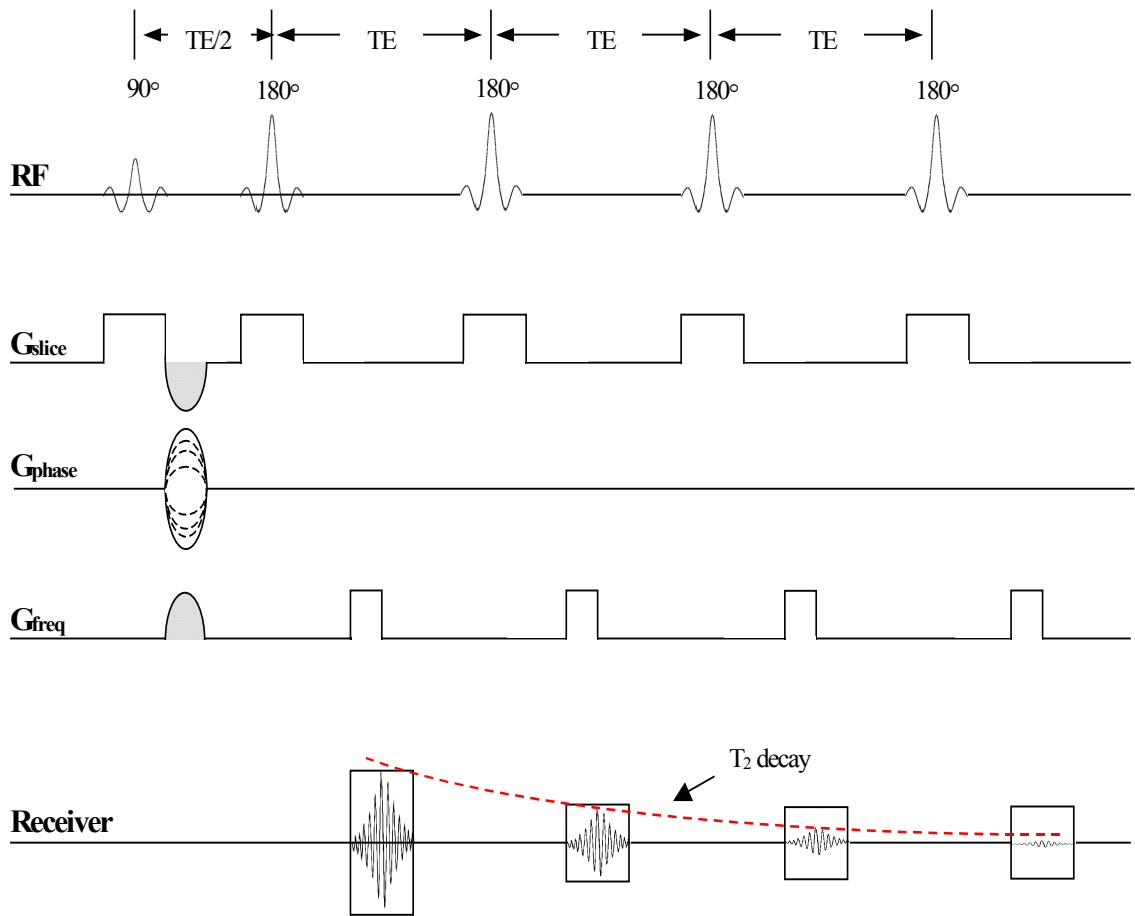 TE/2 TE TE TE
90° 180° 180° 180° 180°
RF
Gslice
Gphase
Gfreq
T2 decay
Receiver